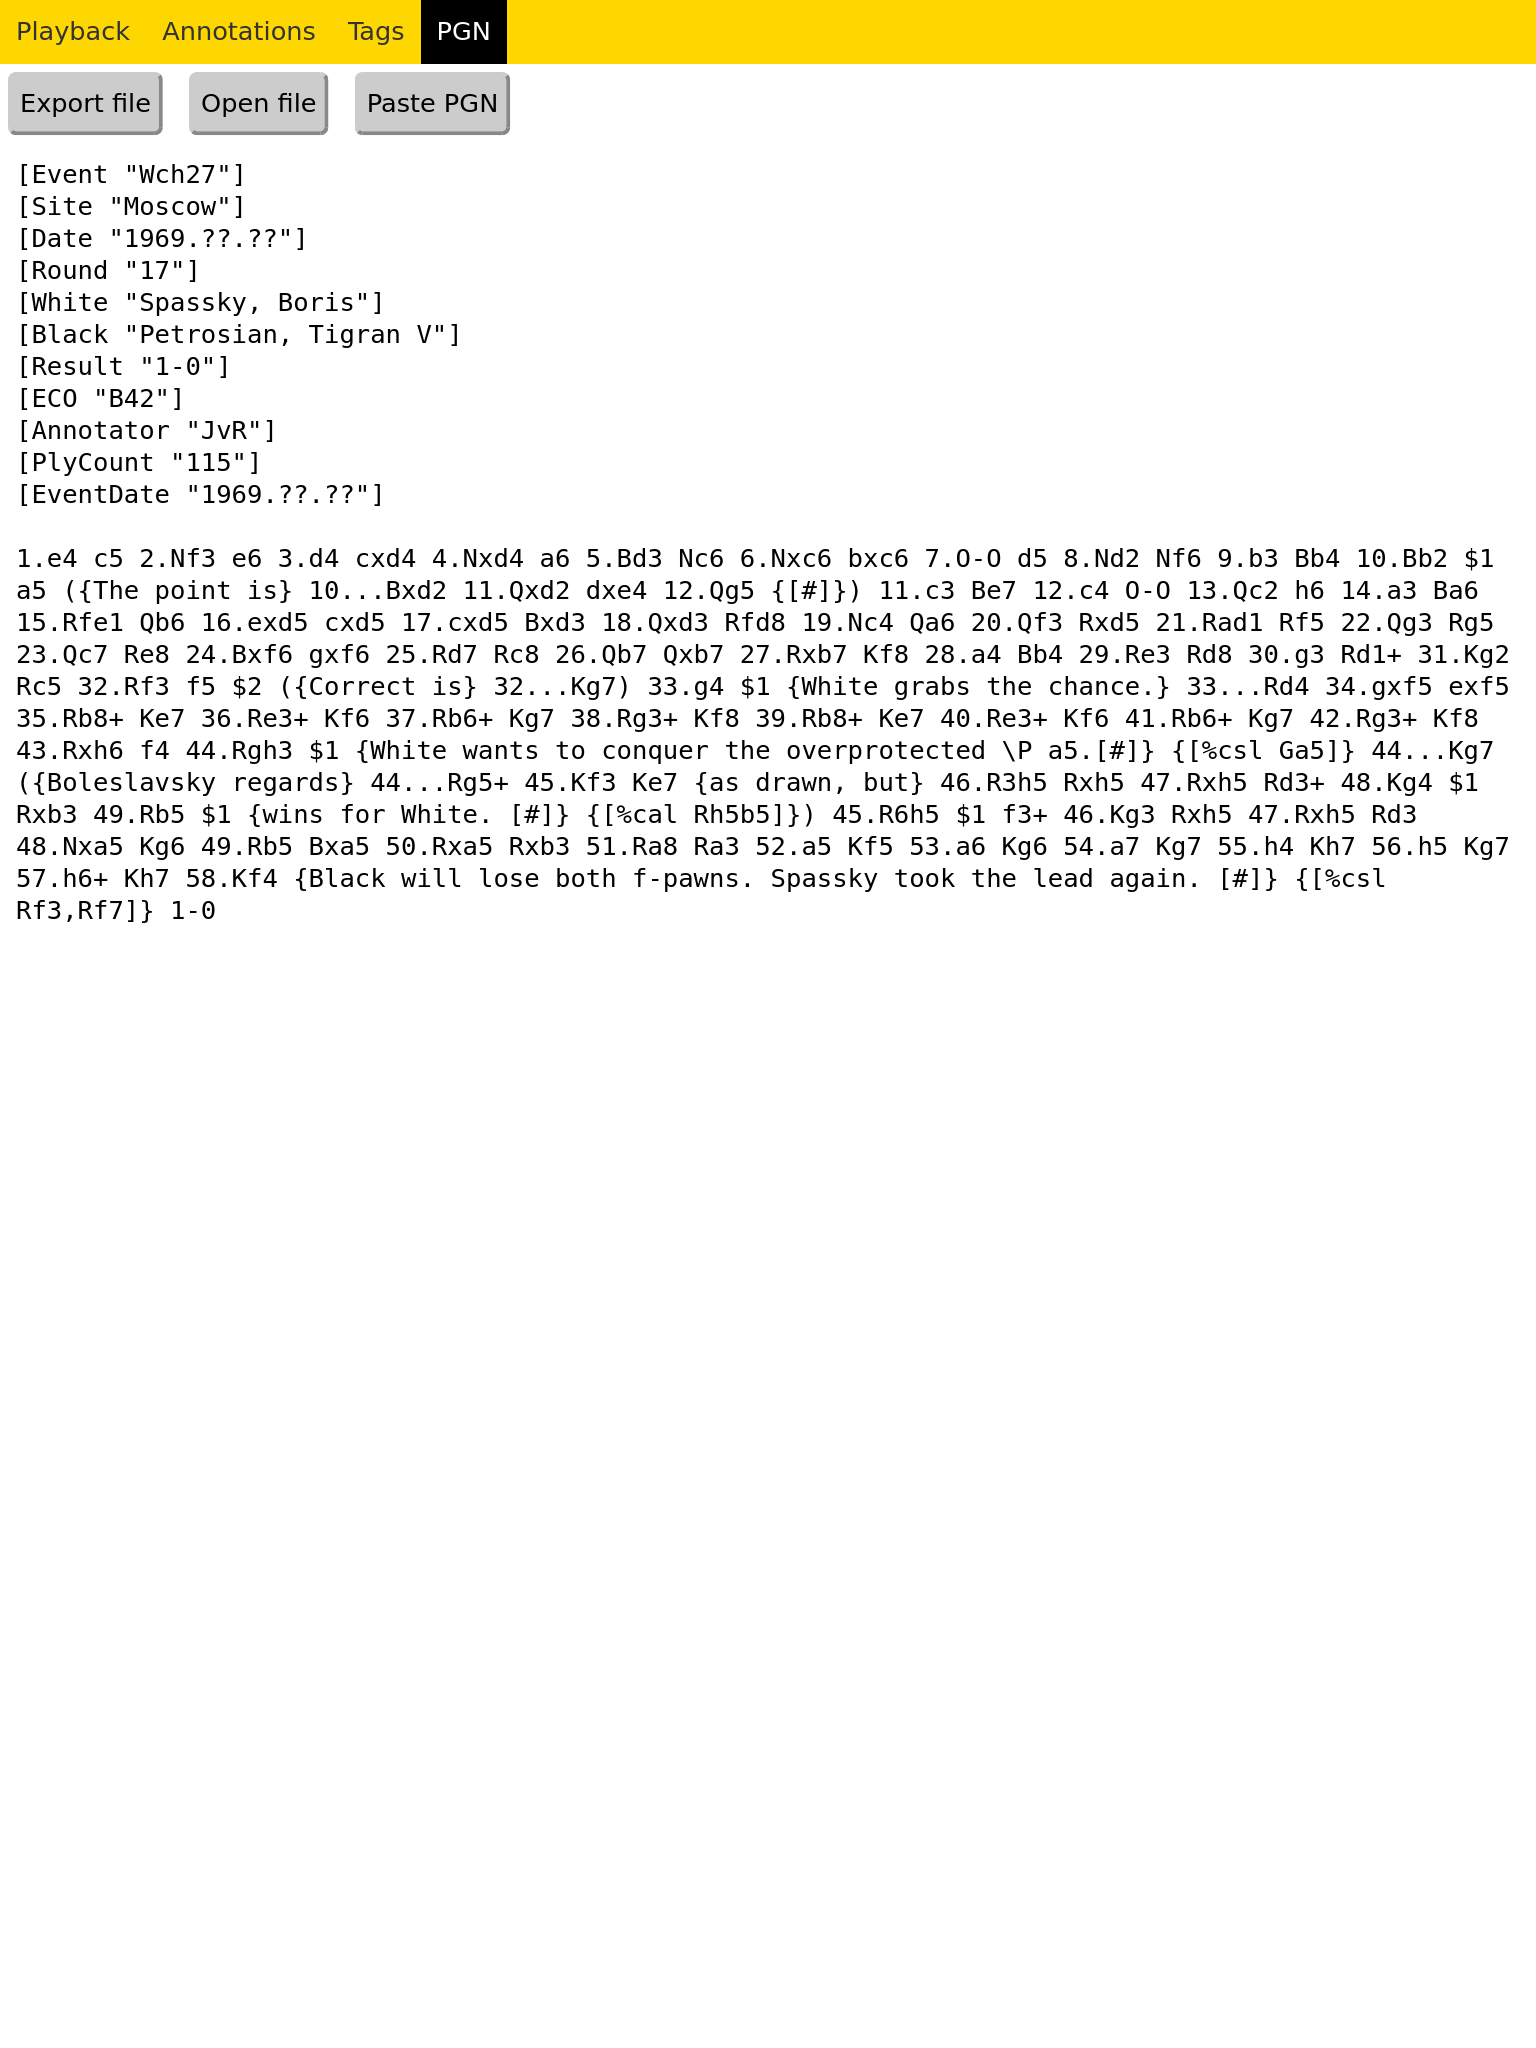 Playback Annotations Tags PGN
Export file Open file Paste PGN
[Event "Wch27"]
[Site "Moscow"]
[Date "1969.??.??"]
[Round "17"]
[White "Spassky, Boris"]
[Black "Petrosian, Tigran V"]
[Result "1-0"]
[ECO "B42"]
[Annotator "JvR"]
[PlyCount "115"]
[EventDate "1969.??.??"]

1.e4 c5 2.Nf3 e6 3.d4 cxd4 4.Nxd4 a6 5.Bd3 Nc6 6.Nxc6 bxc6 7.O-O d5 8.Nd2 Nf6 9.b3 Bb4 10.Bb2 $1
a5 ({The point is} 10...Bxd2 11.Qxd2 dxe4 12.Qg5 {[#]}) 11.c3 Be7 12.c4 O-O 13.Qc2 h6 14.a3 Ba6
15.Rfe1 Qb6 16.exd5 cxd5 17.cxd5 Bxd3 18.Qxd3 Rfd8 19.Nc4 Qa6 20.Qf3 Rxd5 21.Rad1 Rf5 22.Qg3 Rg5
23.Qc7 Re8 24.Bxf6 gxf6 25.Rd7 Rc8 26.Qb7 Qxb7 27.Rxb7 Kf8 28.a4 Bb4 29.Re3 Rd8 30.g3 Rd1+ 31.Kg2
Rc5 32.Rf3 f5 $2 ({Correct is} 32...Kg7) 33.g4 $1 {White grabs the chance.} 33...Rd4 34.gxf5 exf5
35.Rb8+ Ke7 36.Re3+ Kf6 37.Rb6+ Kg7 38.Rg3+ Kf8 39.Rb8+ Ke7 40.Re3+ Kf6 41.Rb6+ Kg7 42.Rg3+ Kf8
43.Rxh6 f4 44.Rgh3 $1 {White wants to conquer the overprotected \P a5.[#]} {[%csl Ga5]} 44...Kg7
({Boleslavsky regards} 44...Rg5+ 45.Kf3 Ke7 {as drawn, but} 46.R3h5 Rxh5 47.Rxh5 Rd3+ 48.Kg4 $1
Rxb3 49.Rb5 $1 {wins for White. [#]} {[%cal Rh5b5]}) 45.R6h5 $1 f3+ 46.Kg3 Rxh5 47.Rxh5 Rd3
48.Nxa5 Kg6 49.Rb5 Bxa5 50.Rxa5 Rxb3 51.Ra8 Ra3 52.a5 Kf5 53.a6 Kg6 54.a7 Kg7 55.h4 Kh7 56.h5 Kg7
57.h6+ Kh7 58.Kf4 {Black will lose both f-pawns. Spassky took the lead again. [#]} {[%csl
Rf3,Rf7]} 1-0